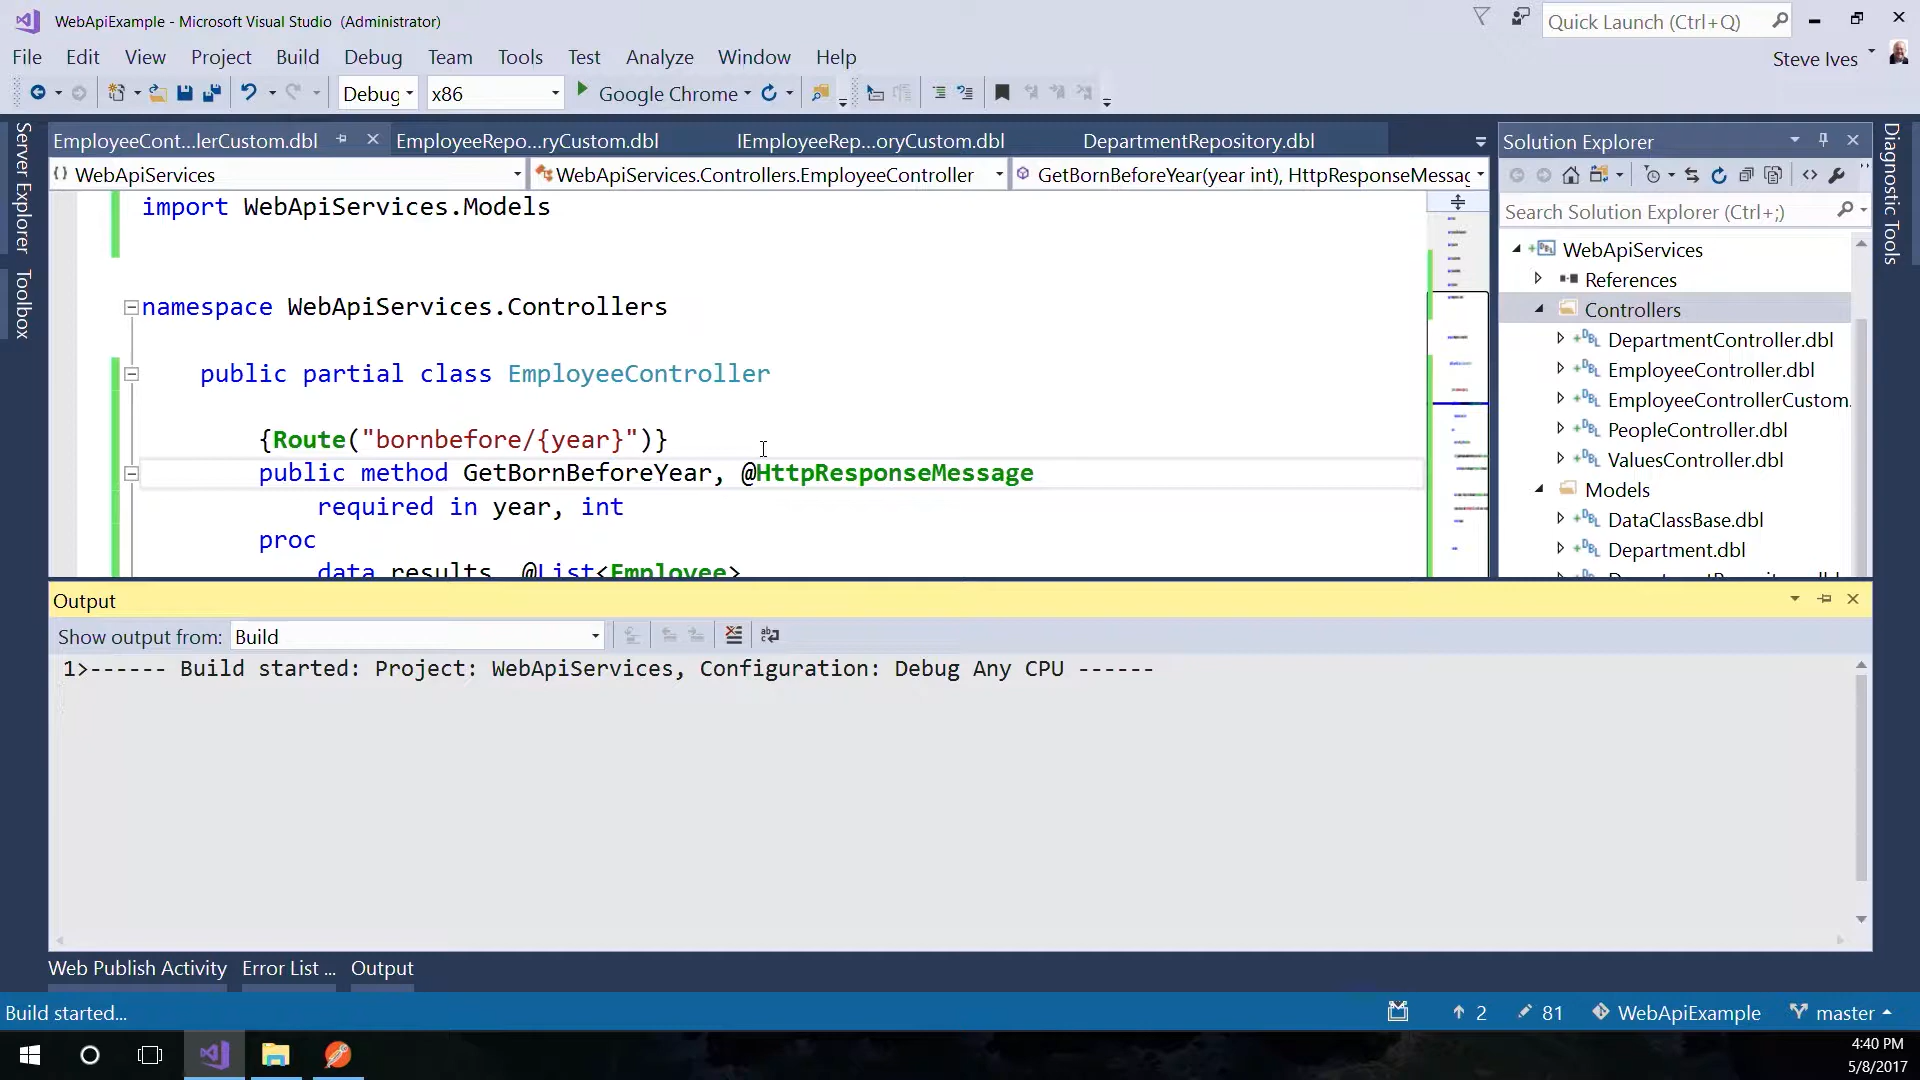 WebApiExample - Microsoft Visual Studio (Administrator)
Quick Launch (Ctrl+Q)
File Edit View Project Build Debug Team Tools Test Analyze Window Help
Steve Ives
Debug x86 Google Chrome
Server Explorer
Toolbox
EmployeeCont...lerCustom.dbl EmployeeRepo...ryCustom.dbl IEmployeeRep...oryCustom.dbl DepartmentRepository.dbl
WebApiServices WebApiServices.Controllers.EmployeeController GetBornBeforeYear(year int), HttpResponseMessag
import WebApiServices.Models
namespace WebApiServices.Controllers
public partial class EmployeeController
{Route("bornbefore/{year}")}
public method GetBornBeforeYear, @HttpResponseMessage
required in year, int
proc
data results, @List<Employee>
Solution Explorer
Search Solution Explorer (Ctrl+;)
WebApiServices
References
Controllers
DepartmentController.dbl
EmployeeController.dbl
EmployeeControllerCustom.
PeopleController.dbl
ValuesController.dbl
Models
DataClassBase.dbl
Department.dbl
Diagnostic Tools
Output
Show output from: Build
1>------ Build started: Project: WebApiServices, Configuration: Debug Any CPU ------
Web Publish Activity Error List ... Output
Build started... 2 81 WebApiExample master
4:40 PM
5/8/2017